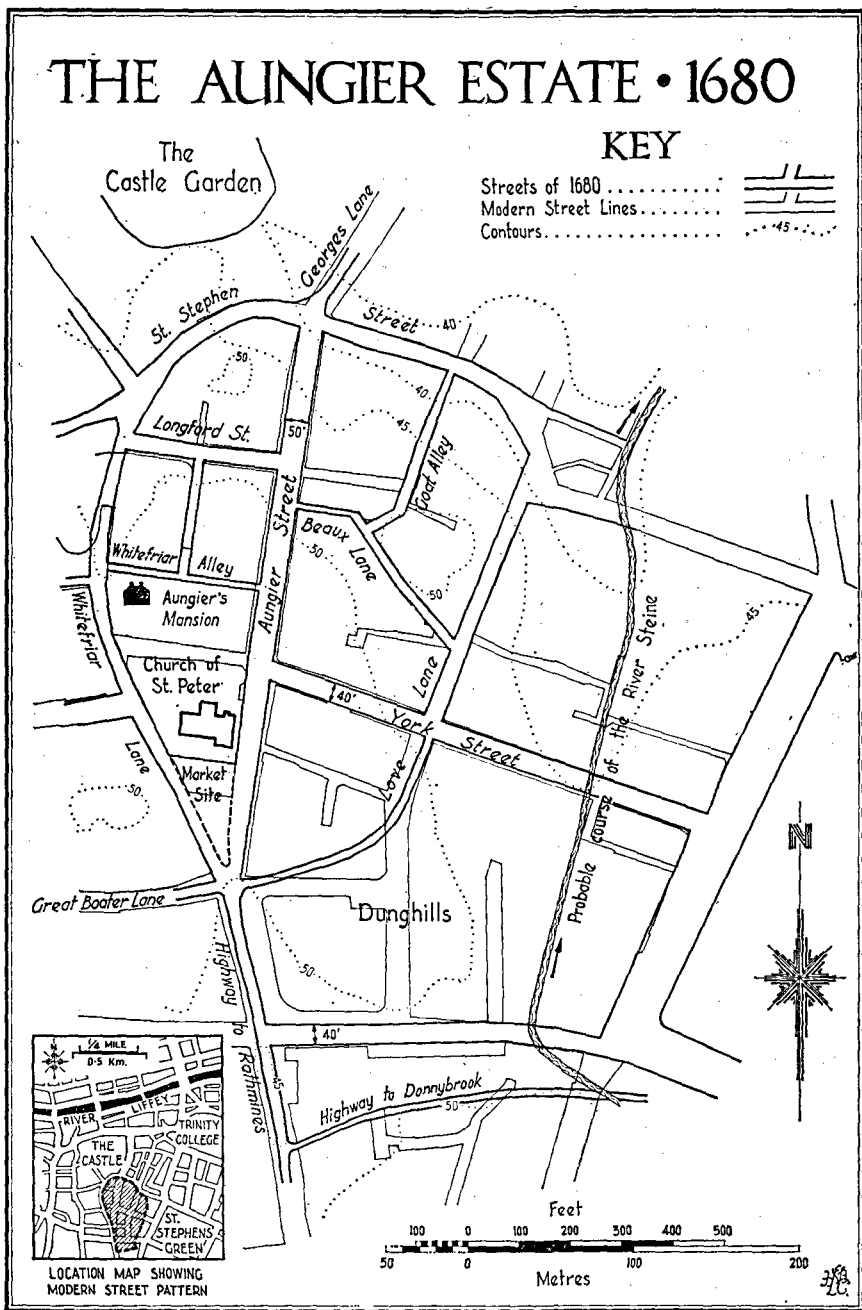 THE AUNGIER ESTATE • 1680
KEY
Streets of 1680 ...........
Modern Street Lines ........
Contours .................. 45
The
Castle Garden
Georges Lane
St. Stephen
Street
40
50
40
45
Longford St.
50'
Goat Alley
Aungier Street
Beaux
Lane
50
50
Whitefriar Alley
Aungier's
Mansion
Whitefriar
Lane
Church of
St. Peter
Market
Site
40'
York
Street
Love
Lane
45
Probable course of the River Steine
50
Great Boater Lane
Dunghills
50
Highway to Rathmines
45
40'
Highway to Donnybrook
50
N
¼ MILE
0·5 Km.
RIVER LIFFEY
TRINITY
COLLEGE
THE
CASTLE
ST.
STEPHENS
GREEN
LOCATION MAP SHOWING
MODERN STREET PATTERN
Feet
100 0 100 200 300 400 500
50 0 100 200
Metres